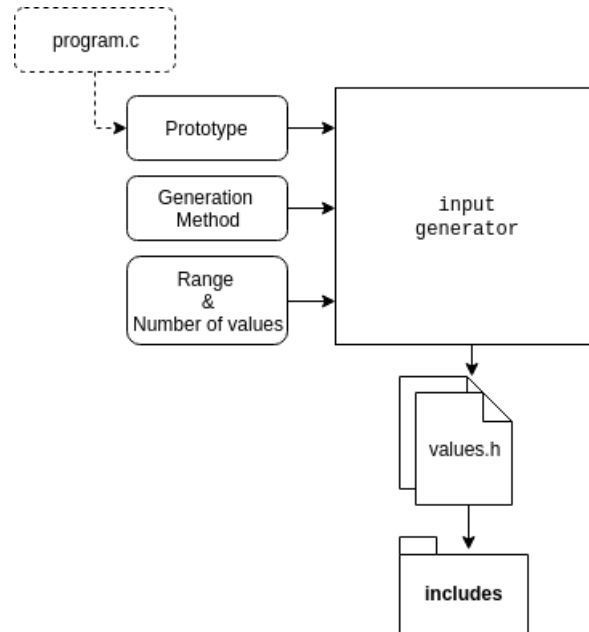 program.c
Prototype
Generation
Method
Range
&
Number of values
input
generator
values.h
includes